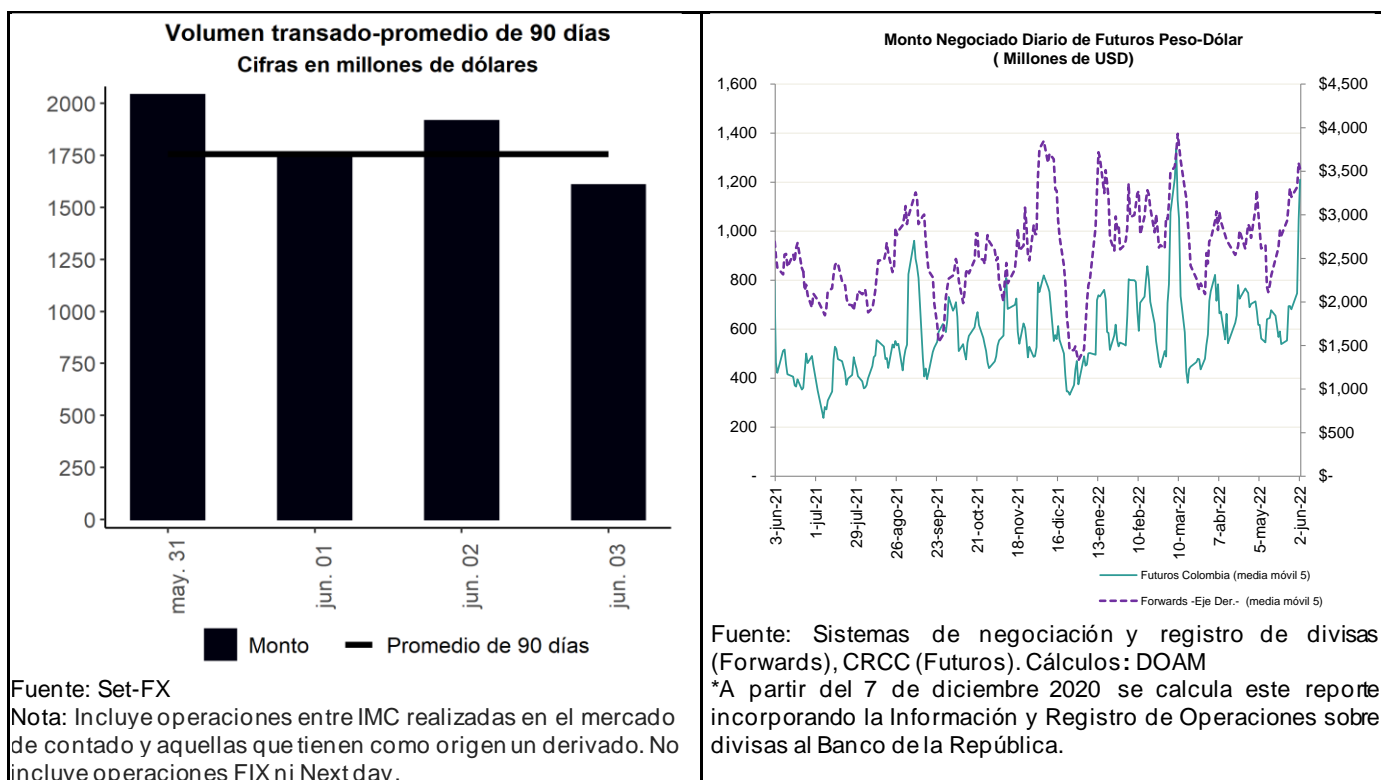 Volumen transado-promedio de 90 días
Cifras en millones de dólares
2000
1750
1500
1250
1000
750
500
250
0
may. 31
jun. 01
jun. 02
jun. 03
Monto
Promedio de 90 días
Fuente: Set-FX
Nota: Incluye operaciones entre IMC realizadas en el mercado
de contado y aquellas que tienen como origen un derivado. No
incluye operaciones FIX ni Next day.
Monto Negociado Diario de Futuros Peso-Dólar
( Millones de USD)
1,600
1,400
1,200
1,000
800
600
400
200
-
$4,500
$4,000
$3,500
$3,000
$2,500
$2,000
$1,500
$1,000
$500
$-
3-jun-21
1-jul-21
29-jul-21
26-ago-21
23-sep-21
21-oct-21
18-nov-21
16-dic-21
13-ene-22
10-feb-22
10-mar-22
7-abr-22
5-may-22
2-jun-22
Futuros Colombia (media móvil 5)
Forwards -Eje Der.- (media móvil 5)
Fuente: Sistemas de negociación y registro de divisas
(Forwards), CRCC (Futuros). Cálculos: DOAM
*A partir del 7 de diciembre 2020 se calcula este reporte
incorporando la Información y Registro de Operaciones sobre
divisas al Banco de la República.